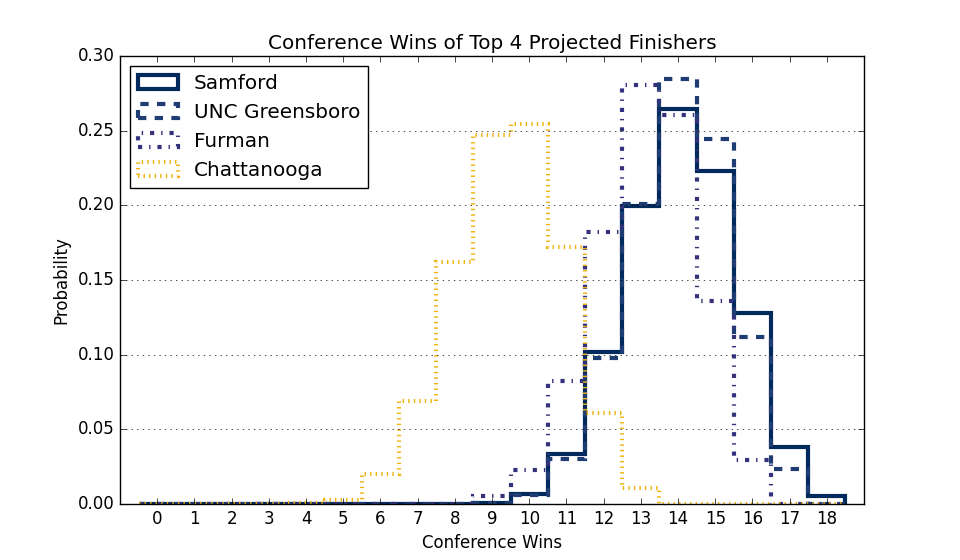 Conference Wins of Top 4 Projected Finishers
Samford
UNC Greensboro
Furman
Chattanooga
Probability
0.30
0.25
0.20
0.15
0.10
0.05
0.00
0 1 2 3 4 5 6 7 8 9 10 11 12 13 14 15 16 17 18
Conference Wins